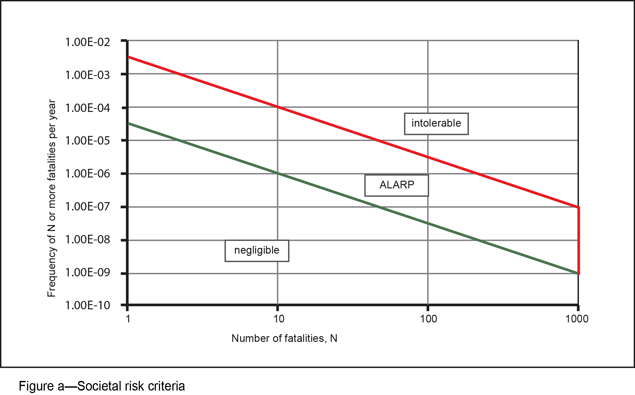 1.00E-02
1.00E-03
1.00E-04
1.00E-05
1.00E-06
1.00E-07
1.00E-08
1.00E-09
1.00E-10
Frequency of N or more fatalities per year
intolerable
ALARP
negligible
1 10 100 1000
Number of fatalities, N
Figure a—Societal risk criteria